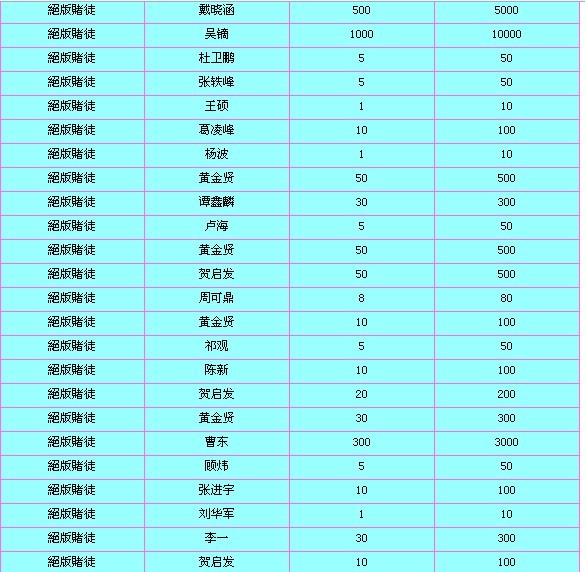 絕版賭徒 戴晓涵 500 5000
絕版賭徒 吴镝 1000 10000
絕版賭徒 杜卫鹏 5 50
絕版賭徒 张轶峰 5 50
絕版賭徒 王硕 1 10
絕版賭徒 葛凌峰 10 100
絕版賭徒 杨波 1 10
絕版賭徒 黄金贤 50 500
絕版賭徒 谭鑫麟 30 300
絕版賭徒 卢海 5 50
絕版賭徒 黄金贤 50 500
絕版賭徒 贺启发 50 500
絕版賭徒 周可鼎 8 80
絕版賭徒 黄金贤 10 100
絕版賭徒 祁观 5 50
絕版賭徒 陈新 10 100
絕版賭徒 贺启发 20 200
絕版賭徒 黄金贤 30 300
絕版賭徒 曹东 300 3000
絕版賭徒 顾炜 5 50
絕版賭徒 张进宇 10 100
絕版賭徒 刘华军 1 10
絕版賭徒 李一 30 300
絕版賭徒 贺启发 10 100